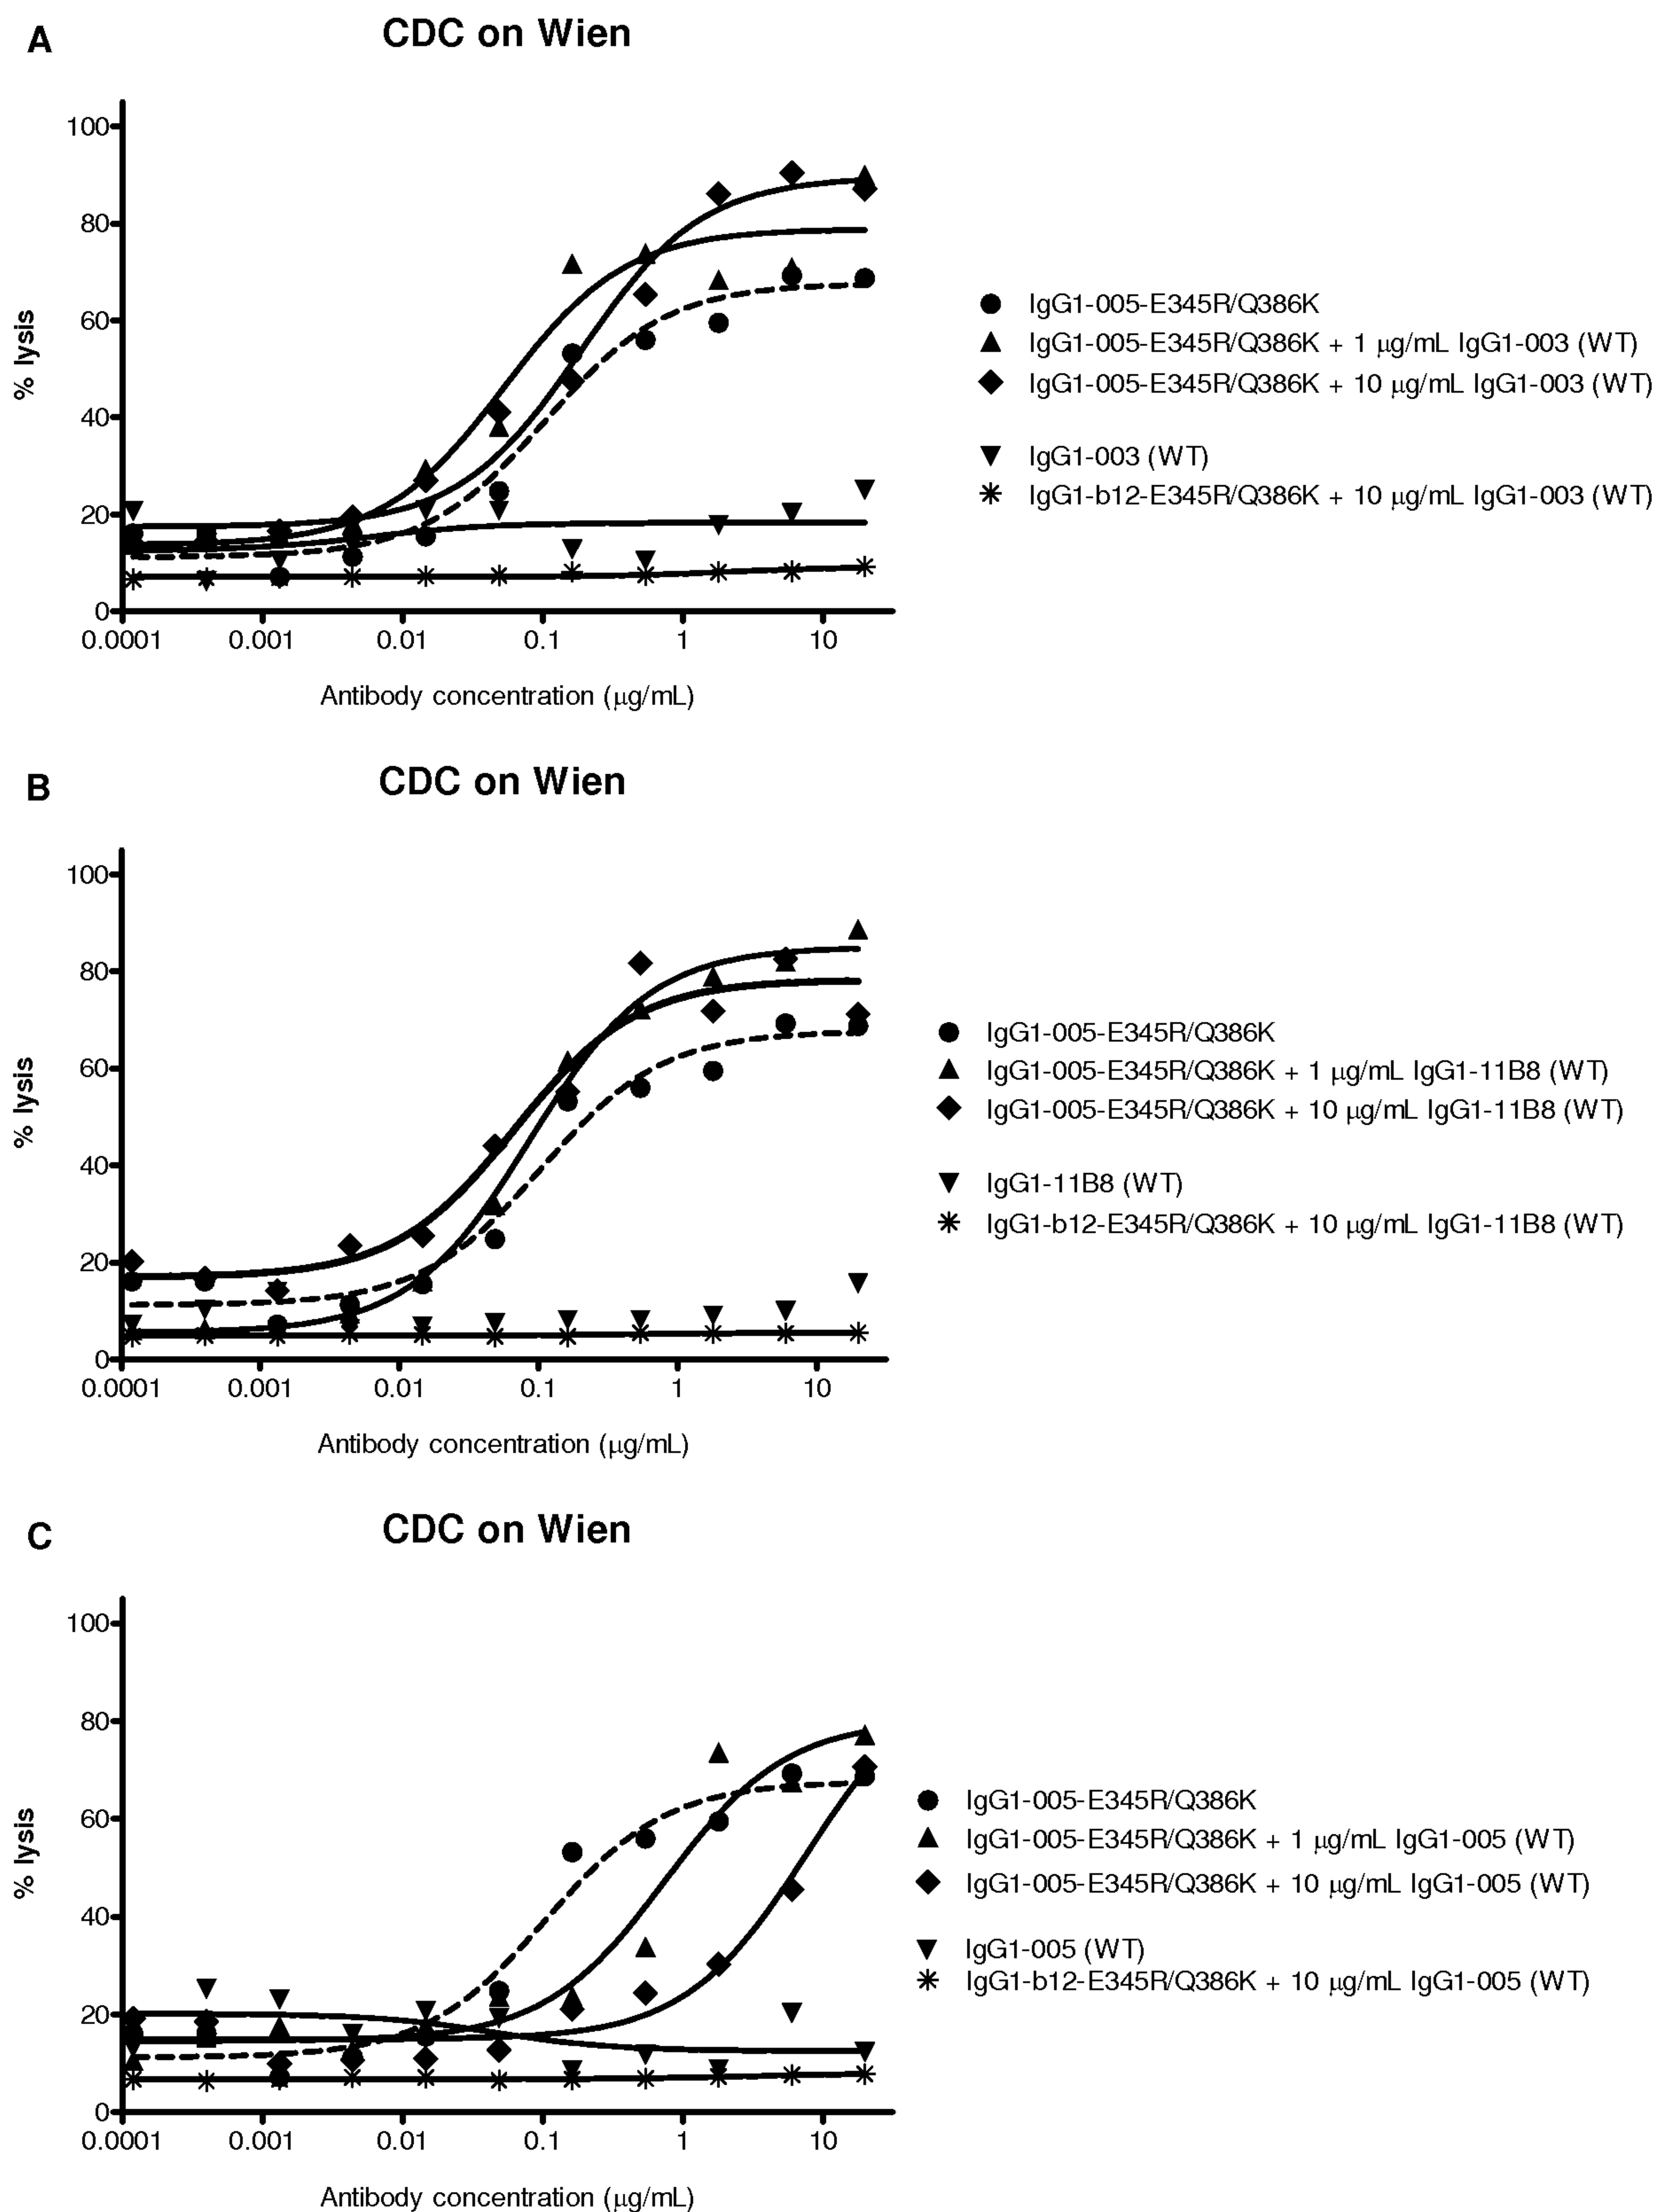 A
CDC on Wien
100
80
60
40
20
0
% lysis
0.0001 0.001 0.01 0.1 1 10
Antibody concentration (μg/mL)
IgG1-005-E345R/Q386K
IgG1-005-E345R/Q386K + 1 μg/mL IgG1-003 (WT)
IgG1-005-E345R/Q386K + 10 μg/mL IgG1-003 (WT)
IgG1-003 (WT)
IgG1-b12-E345R/Q386K + 10 μg/mL IgG1-003 (WT)
B
CDC on Wien
100
80
60
40
20
0
% lysis
0.0001 0.001 0.01 0.1 1 10
Antibody concentration (μg/mL)
IgG1-005-E345R/Q386K
IgG1-005-E345R/Q386K + 1 μg/mL IgG1-11B8 (WT)
IgG1-005-E345R/Q386K + 10 μg/mL IgG1-11B8 (WT)
IgG1-11B8 (WT)
IgG1-b12-E345R/Q386K + 10 μg/mL IgG1-11B8 (WT)
C
CDC on Wien
100
80
60
40
20
0
% lysis
0.0001 0.001 0.01 0.1 1 10
Antibody concentration (μg/mL)
IgG1-005-E345R/Q386K
IgG1-005-E345R/Q386K + 1 μg/mL IgG1-005 (WT)
IgG1-005-E345R/Q386K + 10 μg/mL IgG1-005 (WT)
IgG1-005 (WT)
IgG1-b12-E345R/Q386K + 10 μg/mL IgG1-005 (WT)